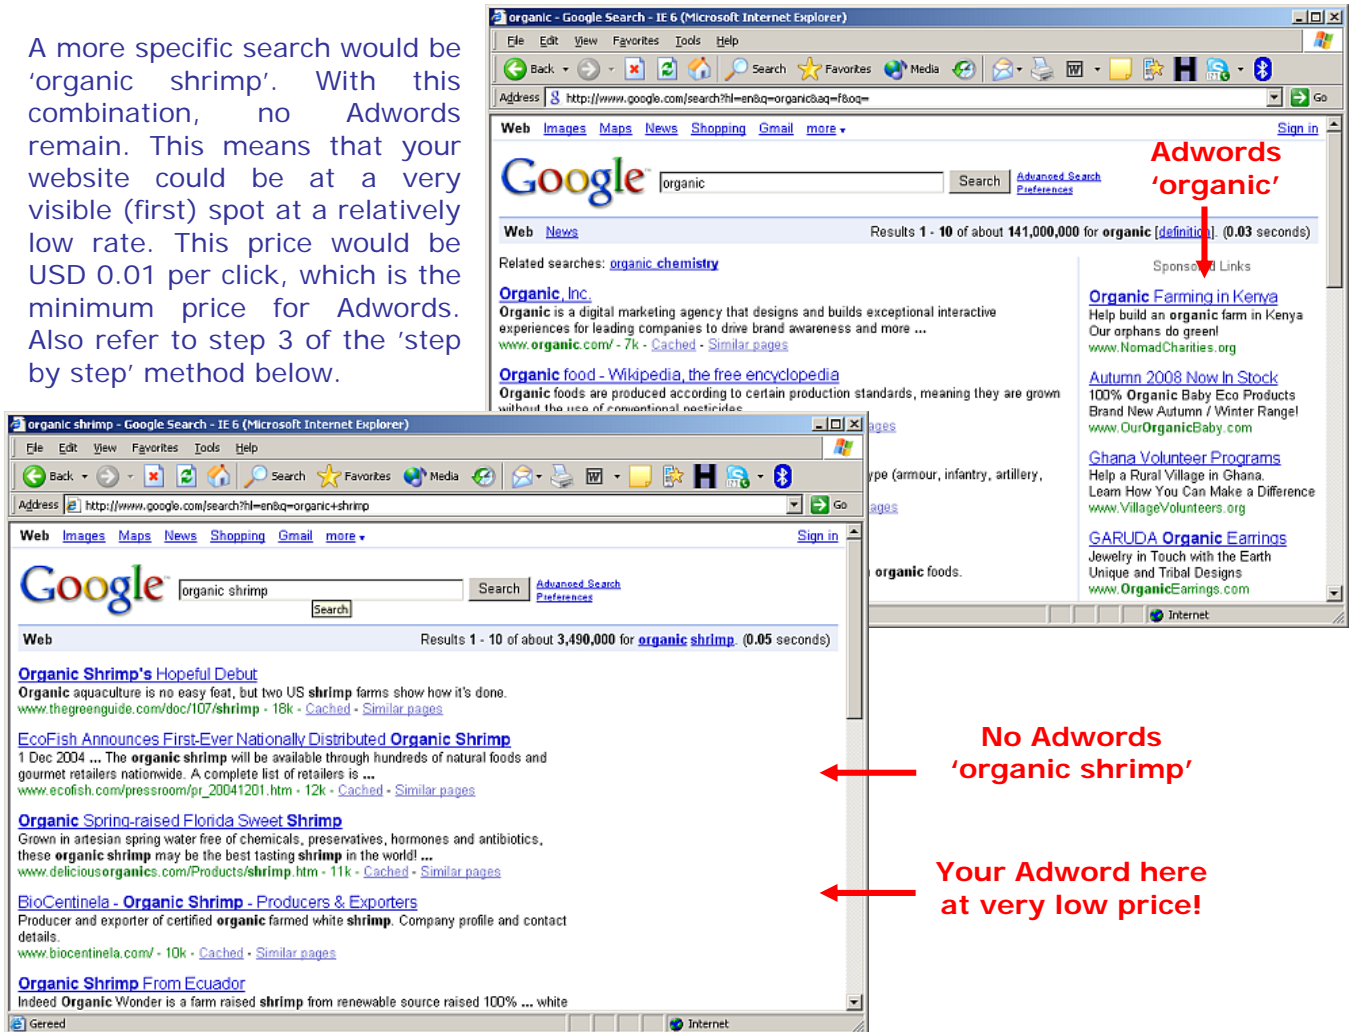 A more specific search would be
‘organic shrimp’. With this
combination, no Adwords
remain. This means that your
website could be at a very
visible (first) spot at a relatively
low rate. This price would be
USD 0.01 per click, which is the
minimum price for Adwords.
Also refer to step 3 of the ’step
by step’ method below.
organic - Google Search - IE 6 (Microsoft Internet Explorer)
File Edit View Favorites Tools Help
Back Search Favorites Media
Address http://www.google.com/search?hl=en&q=organic&aq=f&oq= Go
Web Images Maps News Shopping Gmail more Sign in
Adwords
‘organic’
Google organic Search Advanced Search
Preferences
Web News Results 1 - 10 of about 141,000,000 for organic [definition]. (0.03 seconds)
Related searches: organic chemistry
Organic, Inc.
Organic is a digital marketing agency that designs and builds exceptional interactive
experiences for leading companies to drive brand awareness and more ...
www.organic.com/ - 7k - Cached - Similar pages
Organic food - Wikipedia, the free encyclopedia
Organic foods are produced according to certain production standards, meaning they are grown
without the use of conventional pesticides
ages
ype (armour, infantry, artillery,
ages
organic foods.
Sponsored Links
Organic Farming in Kenya
Help build an organic farm in Kenya
Our orphans do green!
www.NomadCharities.org
Autumn 2008 Now In Stock
100% Organic Baby Eco Products
Brand New Autumn / Winter Range!
www.OurOrganicBaby.com
Ghana Volunteer Programs
Help a Rural Village in Ghana.
Learn How You Can Make a Difference
www.VillageVolunteers.org
GARUDA Organic Earrings
Jewelry in Touch with the Earth
Unique and Tribal Designs
www.OrganicEarrings.com
Internet
organic shrimp - Google Search - IE 6 (Microsoft Internet Explorer)
File Edit View Favorites Tools Help
Back Search Favorites Media
Address http://www.google.com/search?hl=en&q=organic+shrimp Go
Web Images Maps News Shopping Gmail more Sign in
Google organic shrimp Search Advanced Search
Preferences
Search
Web Results 1 - 10 of about 3,490,000 for organic shrimp. (0.05 seconds)
Organic Shrimp's Hopeful Debut
Organic aquaculture is no easy feat, but two US shrimp farms show how it's done.
www.thegreenguide.com/doc/107/shrimp - 18k - Cached - Similar pages
EcoFish Announces First-Ever Nationally Distributed Organic Shrimp
1 Dec 2004 ... The organic shrimp will be available through hundreds of natural foods and
gourmet retailers nationwide. A complete list of retailers is ...
www.ecofish.com/pressroom/pr_20041201.htm - 12k - Cached - Similar pages
Organic Spring-raised Florida Sweet Shrimp
Grown in artesian spring water free of chemicals, preservatives, hormones and antibiotics,
these organic shrimp may be the best tasting shrimp in the world! ...
www.deliciousorganics.com/Products/shrimp.htm - 11k - Cached - Similar pages
BioCentinela - Organic Shrimp - Producers & Exporters
Producer and exporter of certified organic farmed white shrimp. Company profile and contact
details.
www.biocentinela.com/ - 10k - Cached - Similar pages
Organic Shrimp From Ecuador
Indeed Organic Wonder is a farm raised shrimp from renewable source raised 100% ... white
Gereed Internet
No Adwords
‘organic shrimp’
Your Adword here
at very low price!